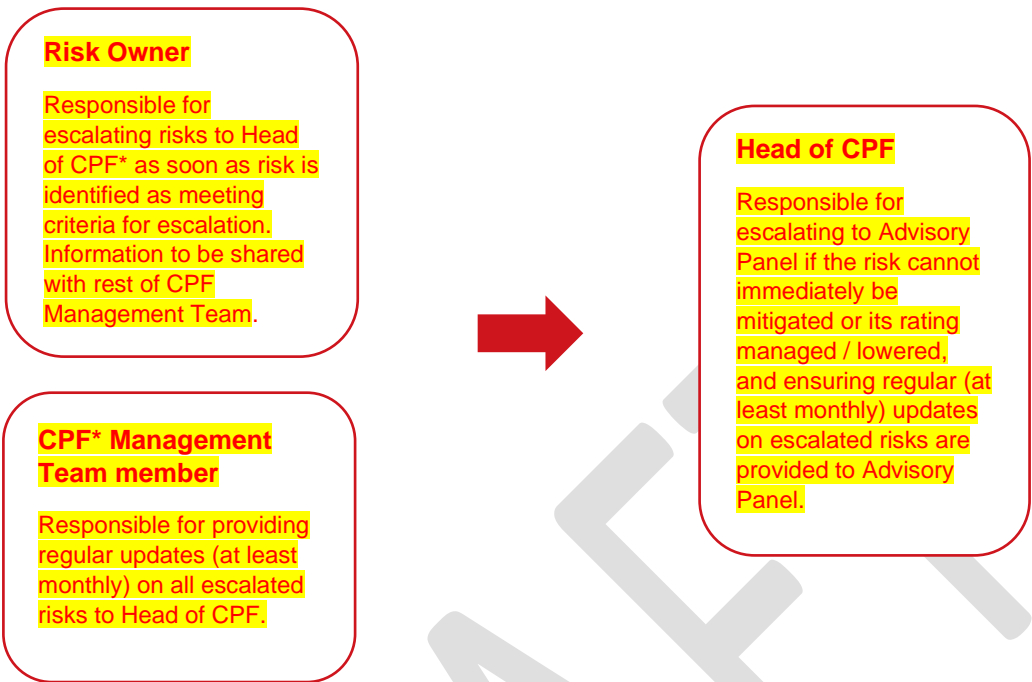 Risk Owner
Responsible for
escalating risks to Head
of CPF* as soon as risk is
identified as meeting
criteria for escalation.
Information to be shared
with rest of CPF
Management Team.
CPF* Management
Team member
Responsible for providing
regular updates (at least
monthly) on all escalated
risks to Head of CPF.
Head of CPF
Responsible for
escalating to Advisory
Panel if the risk cannot
immediately be
mitigated or its rating
managed / lowered,
and ensuring regular (at
least monthly) updates
on escalated risks are
provided to Advisory
Panel.